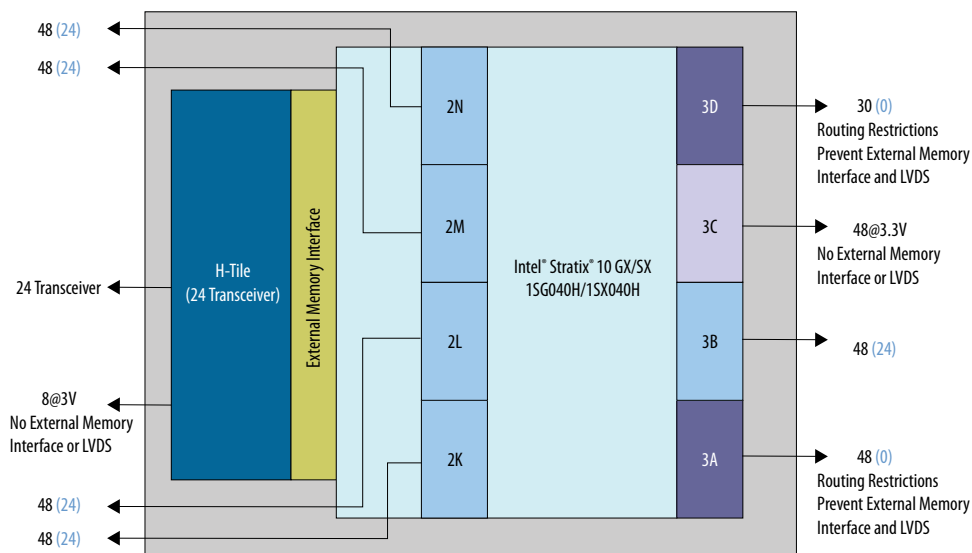 48 (24)
48 (24)
24 Transceiver
8@3V
No External Memory
Interface or LVDS
48 (24)
48 (24)
H-Tile
(24 Transceiver)
External Memory Interface
2N
2M
2L
2K
Intel® Stratix® 10 GX/SX
1SG040H/1SX040H
3D
3C
3B
3A
30 (0)
Routing Restrictions
Prevent External Memory
Interface and LVDS
48@3.3V
No External Memory
Interface or LVDS
48 (24)
48 (0)
Routing Restrictions
Prevent External Memory
Interface and LVDS